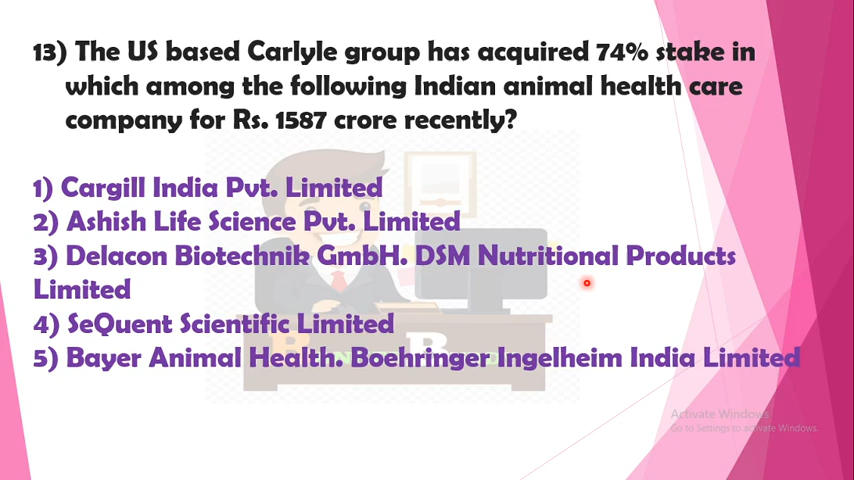 13) The US based Carlyle group has acquired 74% stake in
which among the following Indian animal health care
company for Rs. 1587 crore recently?
1) Cargill India Pvt. Limited
2) Ashish Life Science Pvt. Limited
3) Delacon Biotechnik GmbH. DSM Nutritional Products
Limited
4) SeQuent Scientific Limited
5) Bayer Animal Health. Boehringer Ingelheim India Limited
Activate Windows
Go to Settings to activate Windows.